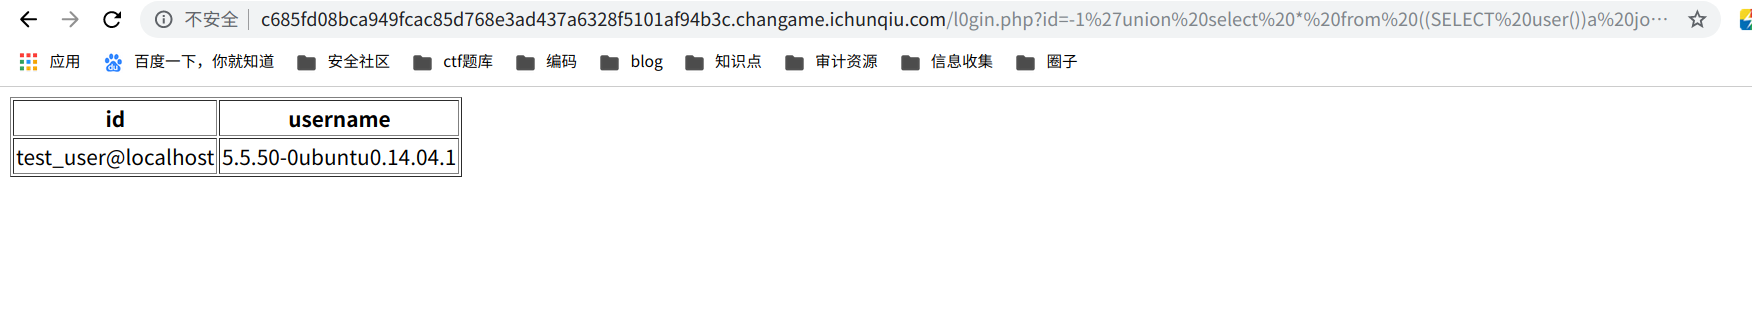 不安全 c685fd08bca949fcac85d768e3ad437a6328f5101af94b3c.changame.ichunqiu.com/l0gin.php?id=-1%27union%20select%20*%20from%20((SELECT%20user())a%20jo…
应用 百度一下，你就知道 安全社区 ctf题库 编码 blog 知识点 审计资源 信息收集 圈子
id username
test_user@localhost 5.5.50-0ubuntu0.14.04.1